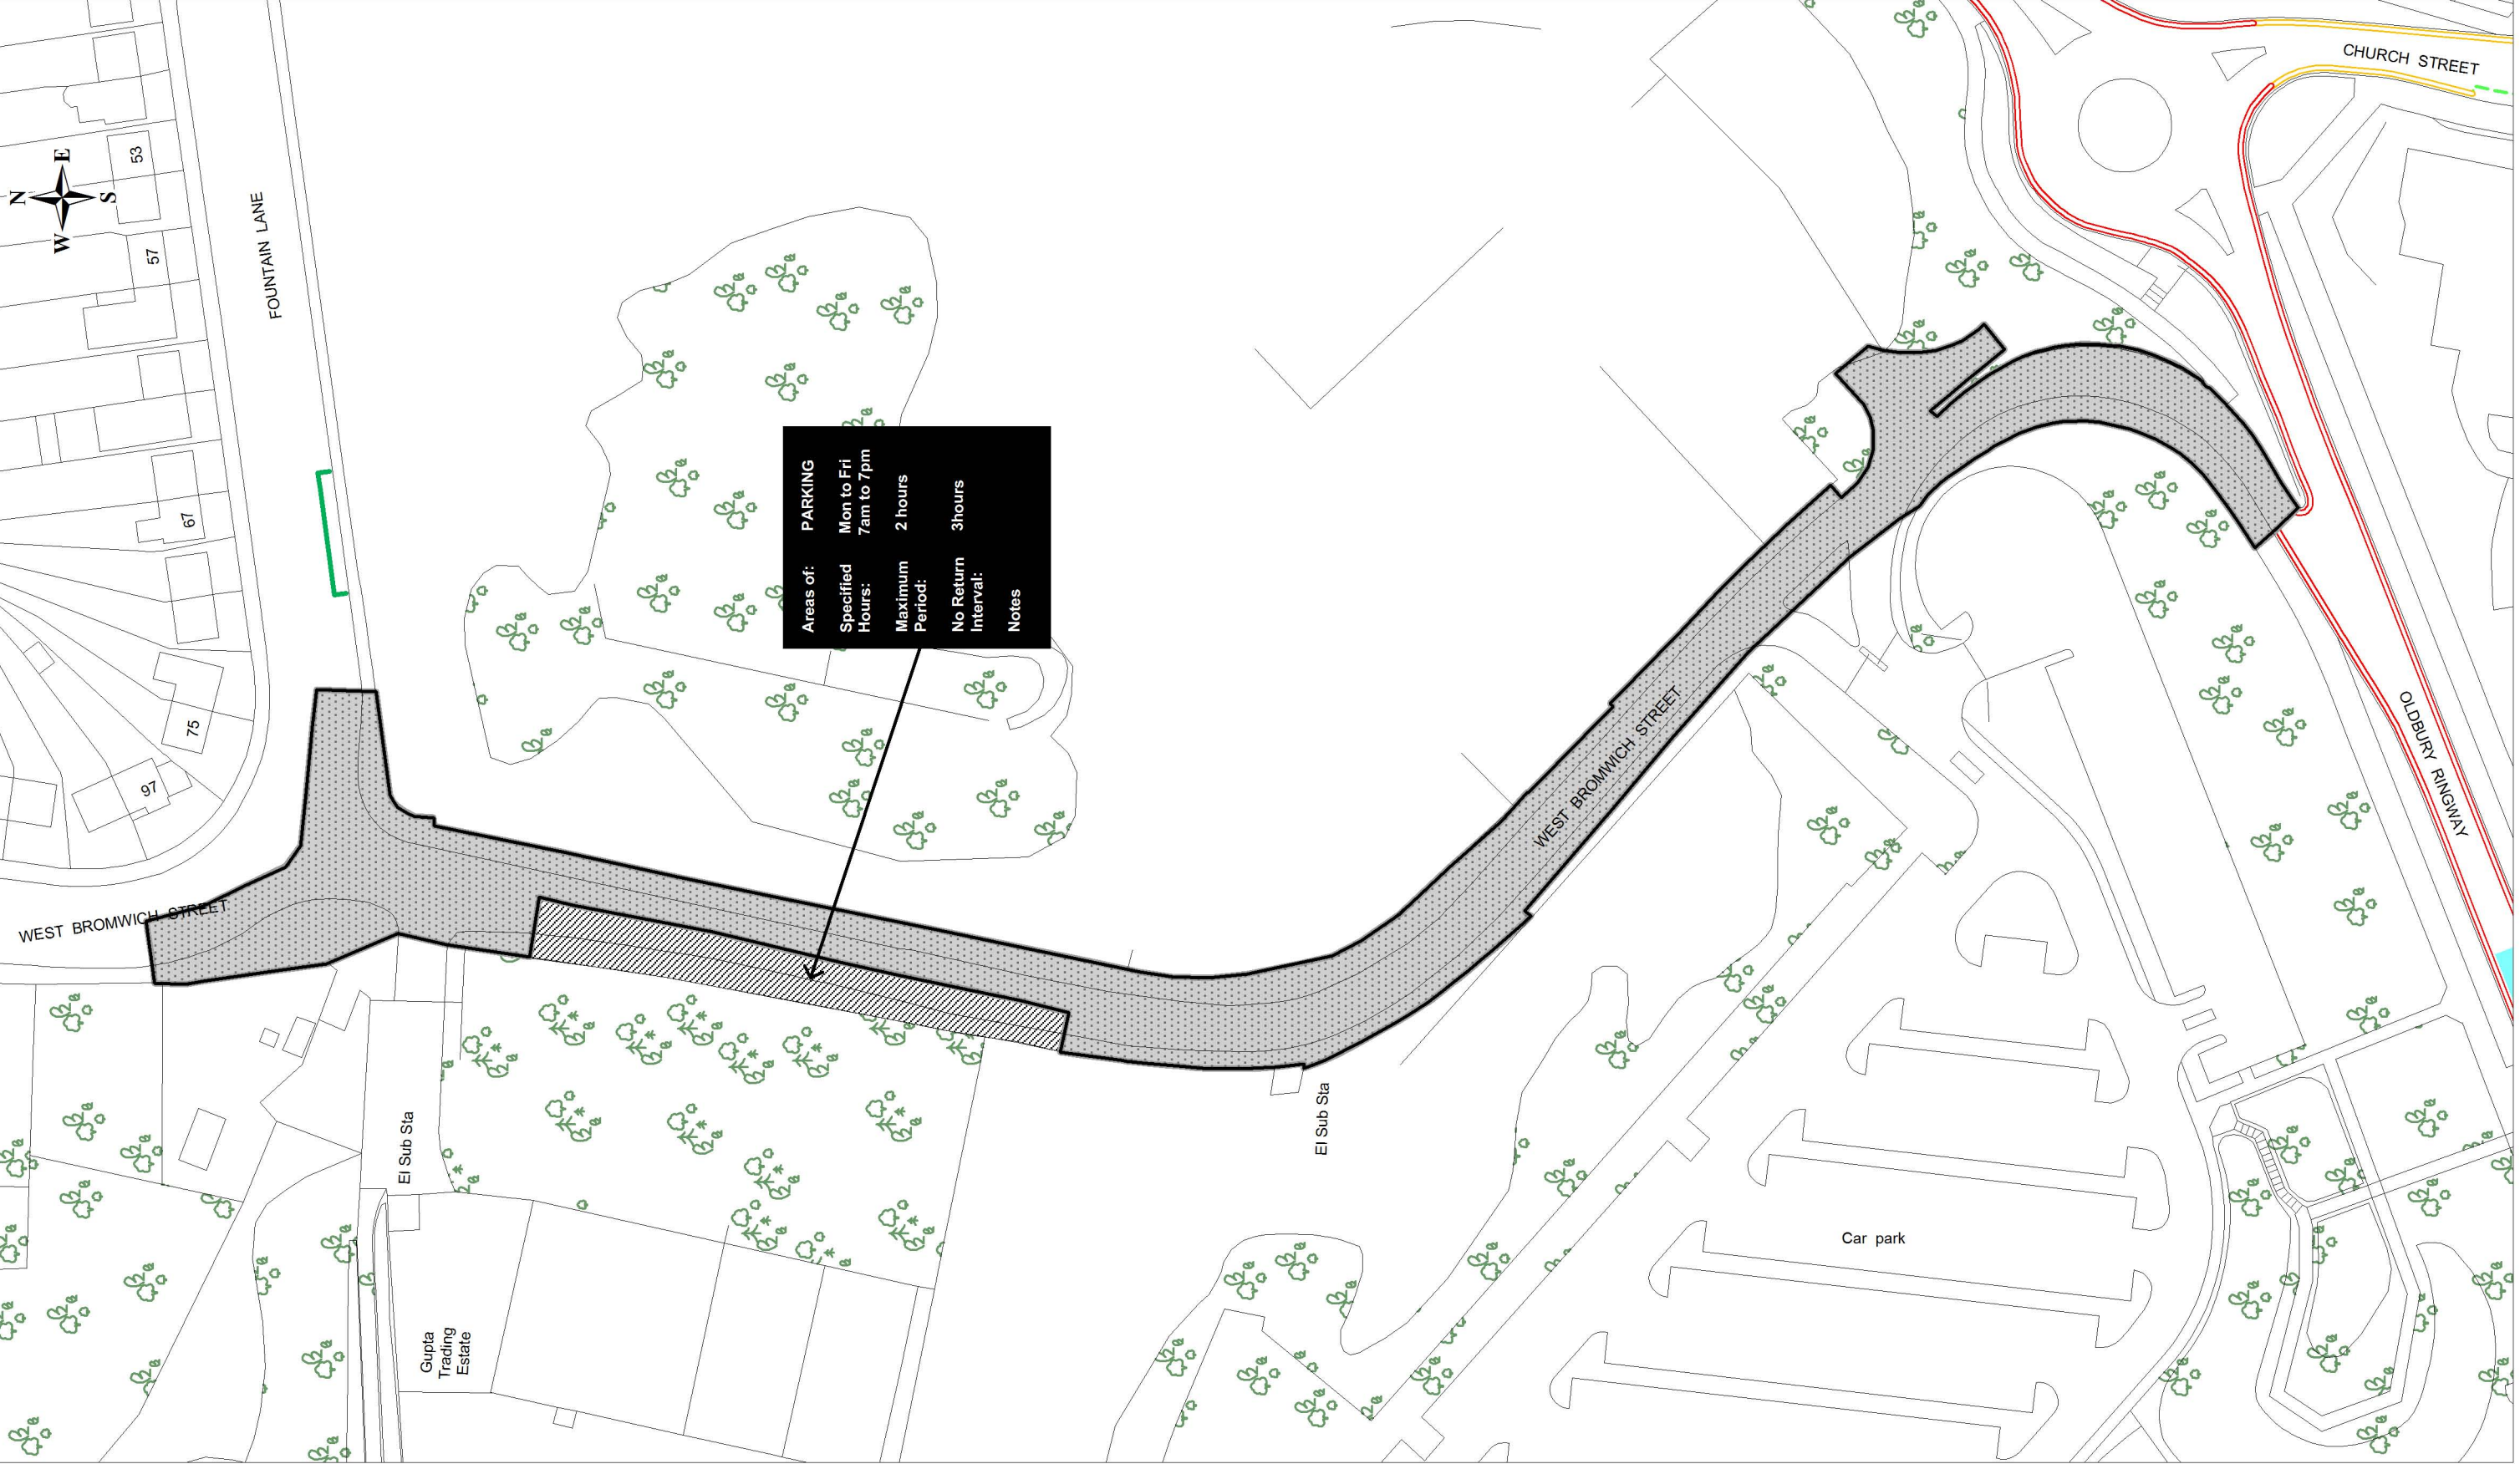 N
E
S
W
53
57
67
75
97
FOUNTAIN LANE
CHURCH STREET
Areas of: PARKING
Specified Mon to Fri
Hours: 7am to 7pm
Maximum 2 hours
Period:
No Return 3hours
Interval:
Notes
WEST BROMWICH STREET
WEST BROMWICH STREET
OLDBURY RINGWAY
El Sub Sta
El Sub Sta
Gupta
Trading
Estate
Car park